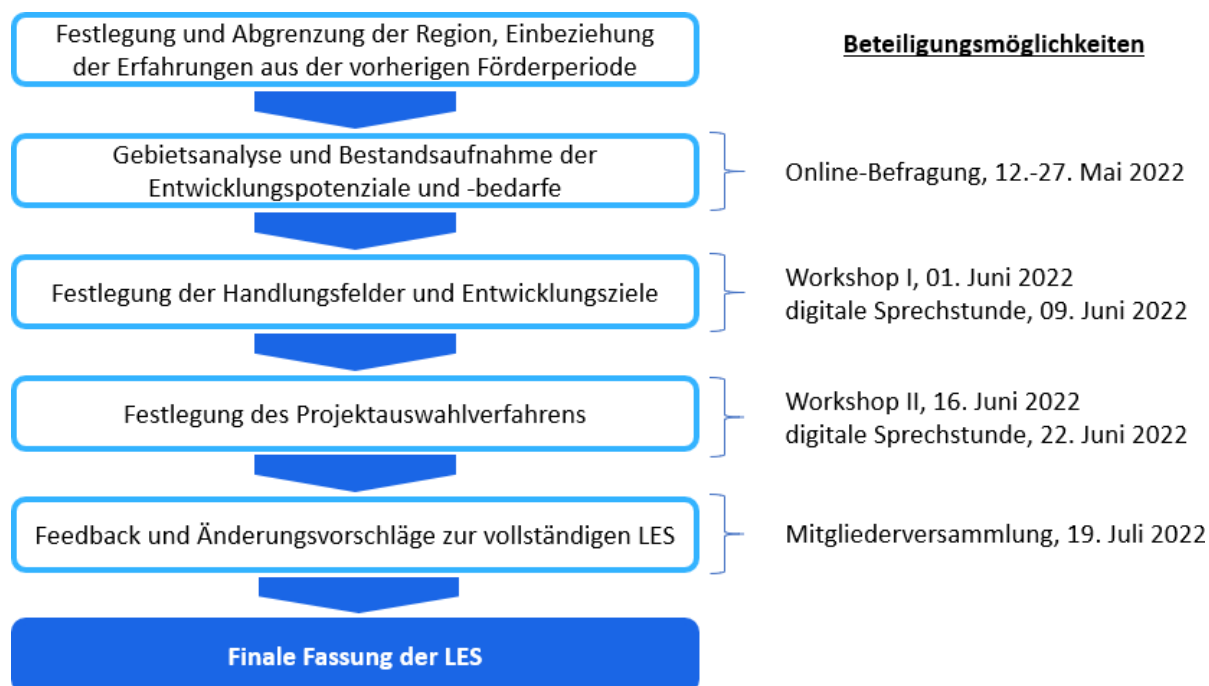 Festlegung und Abgrenzung der Region, Einbeziehung
der Erfahrungen aus der vorherigen Förderperiode
Beteiligungsmöglichkeiten
Gebietsanalyse und Bestandsaufnahme der
Entwicklungspotenziale und -bedarfe
Online-Befragung, 12.-27. Mai 2022
Festlegung der Handlungsfelder und Entwicklungsziele
Workshop I, 01. Juni 2022
digitale Sprechstunde, 09. Juni 2022
Festlegung des Projektauswahlverfahrens
Workshop II, 16. Juni 2022
digitale Sprechstunde, 22. Juni 2022
Feedback und Änderungsvorschläge zur vollständigen LES
Mitgliederversammlung, 19. Juli 2022
Finale Fassung der LES